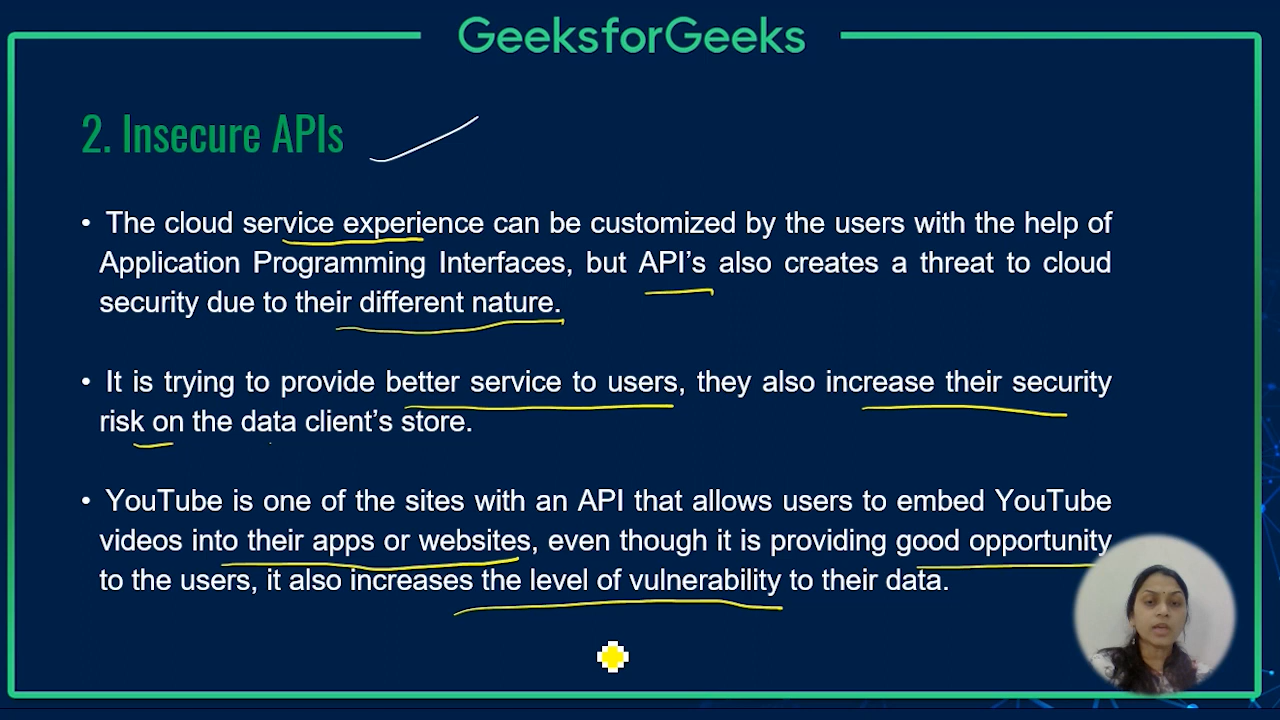 GeeksforGeeks
2. Insecure APIs
• The cloud service experience can be customized by the users with the help of
Application Programming Interfaces, but API's also creates a threat to cloud
security due to their different nature.
• It is trying to provide better service to users, they also increase their security
risk on the data client's store.
• YouTube is one of the sites with an API that allows users to embed YouTube
videos into their apps or websites, even though it is providing good opportunity
to the users, it also increases the level of vulnerability to their data.